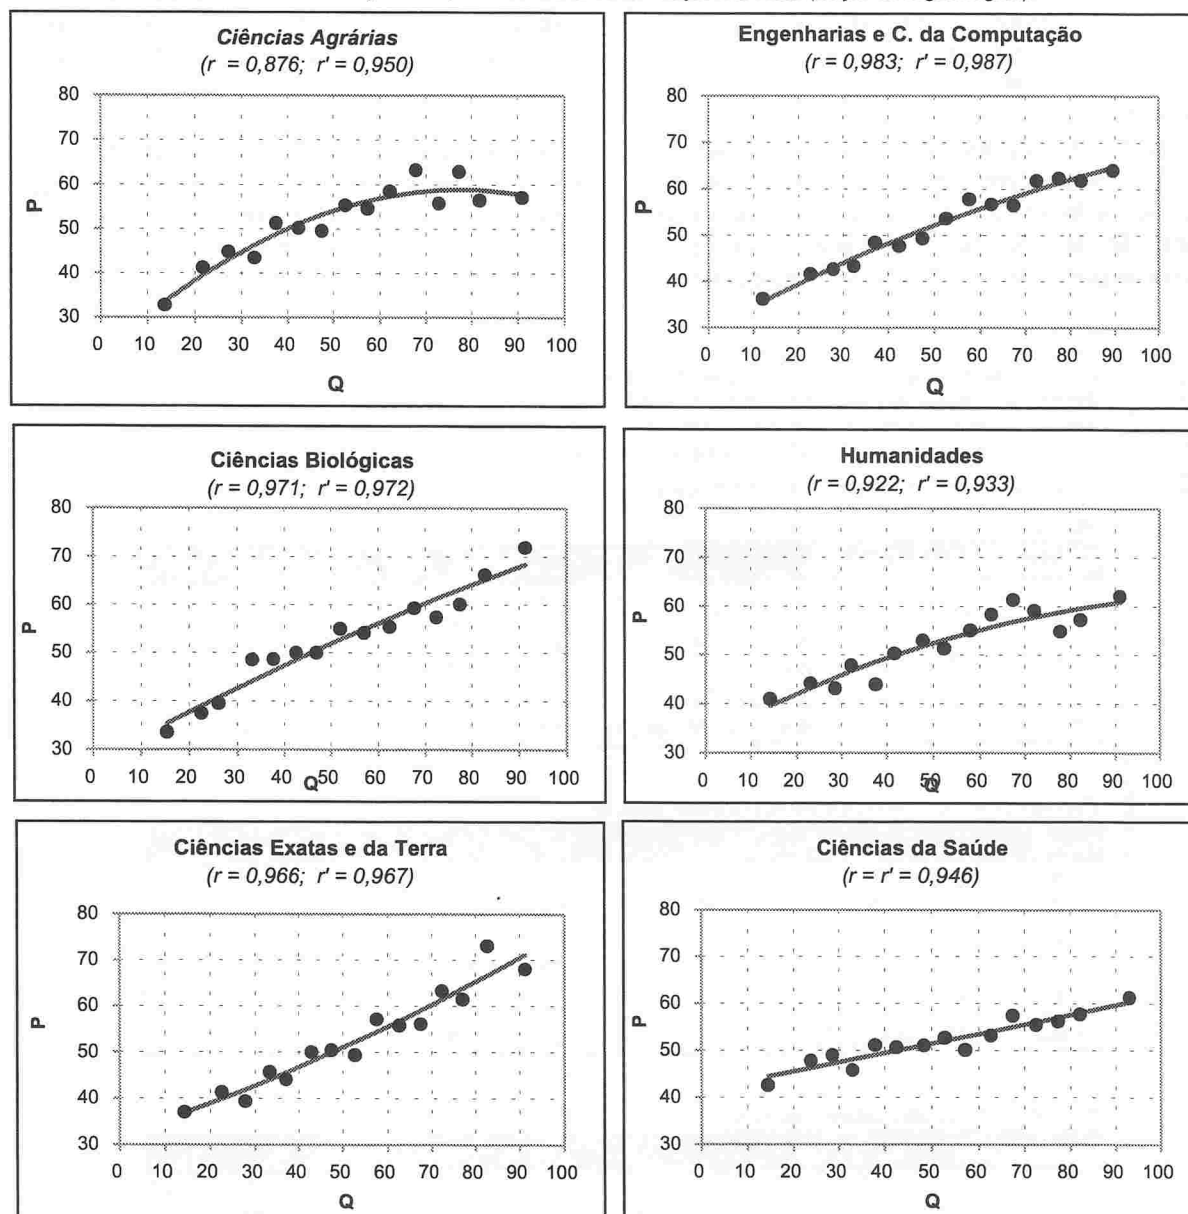 Ciências Agrárias
(r = 0,876; r' = 0,950)
80
70
60
50
40
30
P
0 10 20 30 40 50 60 70 80 90 100
Q
Engenharias e C. da Computação
(r = 0,983; r' = 0,987)
80
70
60
50
40
30
P
0 10 20 30 40 50 60 70 80 90 100
Q
Ciências Biológicas
(r = 0,971; r' = 0,972)
80
70
60
50
40
30
P
0 10 20 30 40 50 60 70 80 90 100
Q
Humanidades
(r = 0,922; r' = 0,933)
80
70
60
50
40
30
P
0 10 20 30 40 50 60 70 80 90 100
Q
Ciências Exatas e da Terra
(r = 0,966; r' = 0,967)
80
70
60
50
40
30
P
0 10 20 30 40 50 60 70 80 90 100
Q
Ciências da Saúde
(r = r' = 0,946)
80
70
60
50
40
30
P
0 10 20 30 40 50 60 70 80 90 100
Q